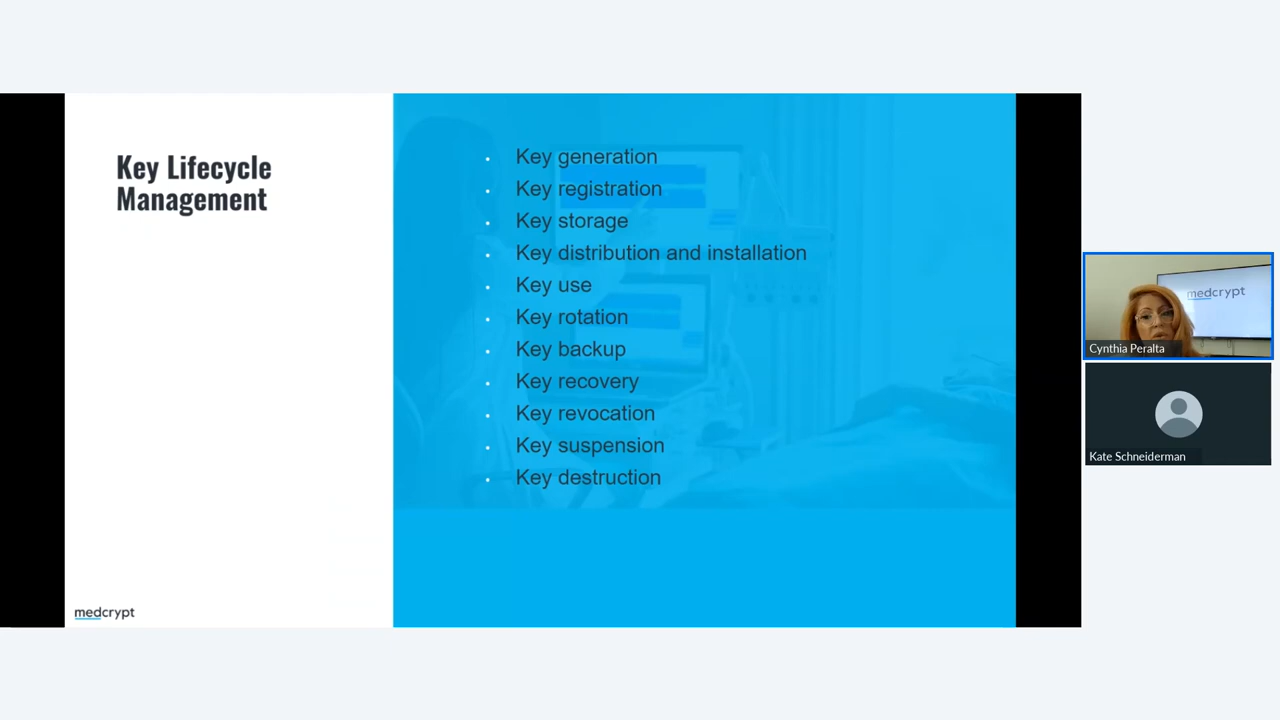 Key Lifecycle
Management
Key generation
Key registration
Key storage
Key distribution and installation
Key use
Key rotation
Key backup
Key recovery
Key revocation
Key suspension
Key destruction
medcrypt
medcrypt
Cynthia Peralta
Kate Schneiderman